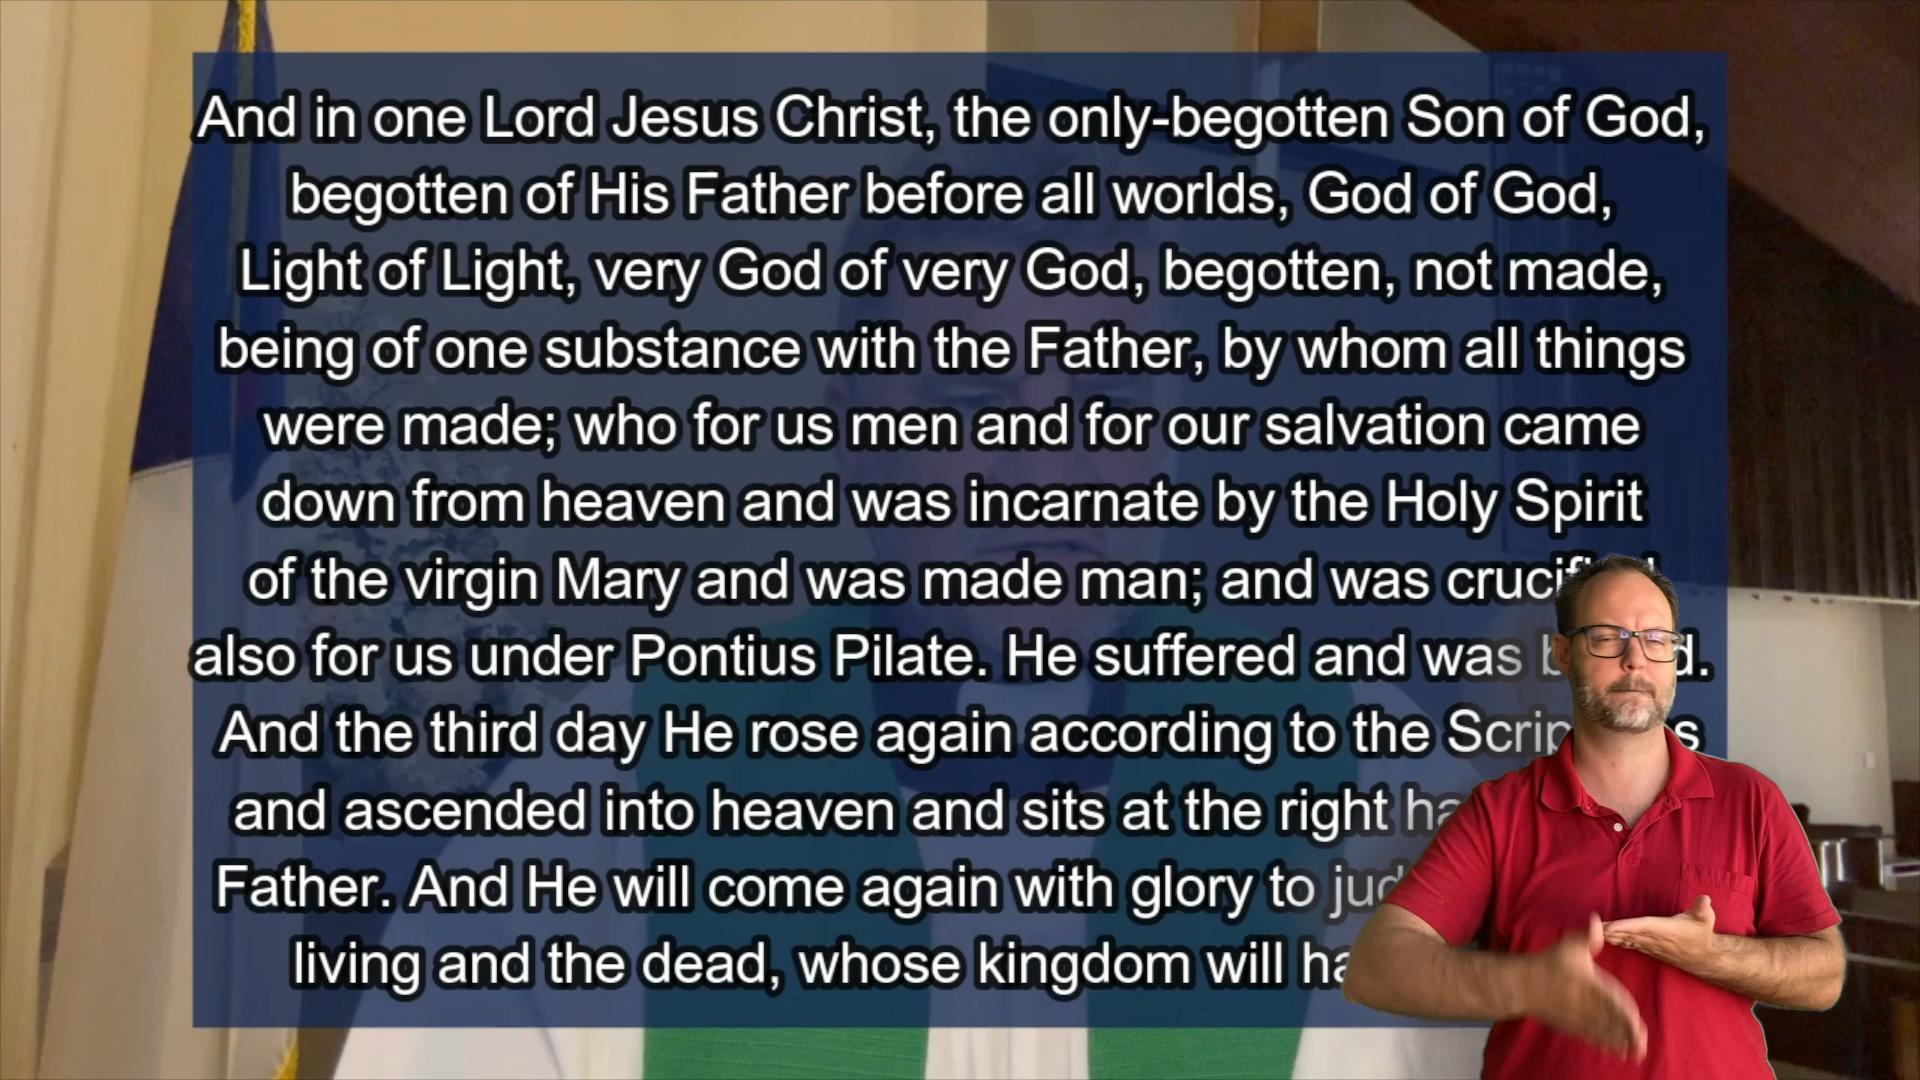 And in one Lord Jesus Christ, the only-begotten Son of God,
begotten of His Father before all worlds, God of God,
Light of Light, very God of very God, begotten, not made,
being of one substance with the Father, by whom all things
were made; who for us men and for our salvation came
down from heaven and was incarnate by the Holy Spirit
of the virgin Mary and was made man; and was
also for us under Pontius Pilate. He suffered and was
And the third day He rose again according to the
and ascended into heaven and sits at the right
Father. And He will come again with glory to
living and the dead, whose kingdom will